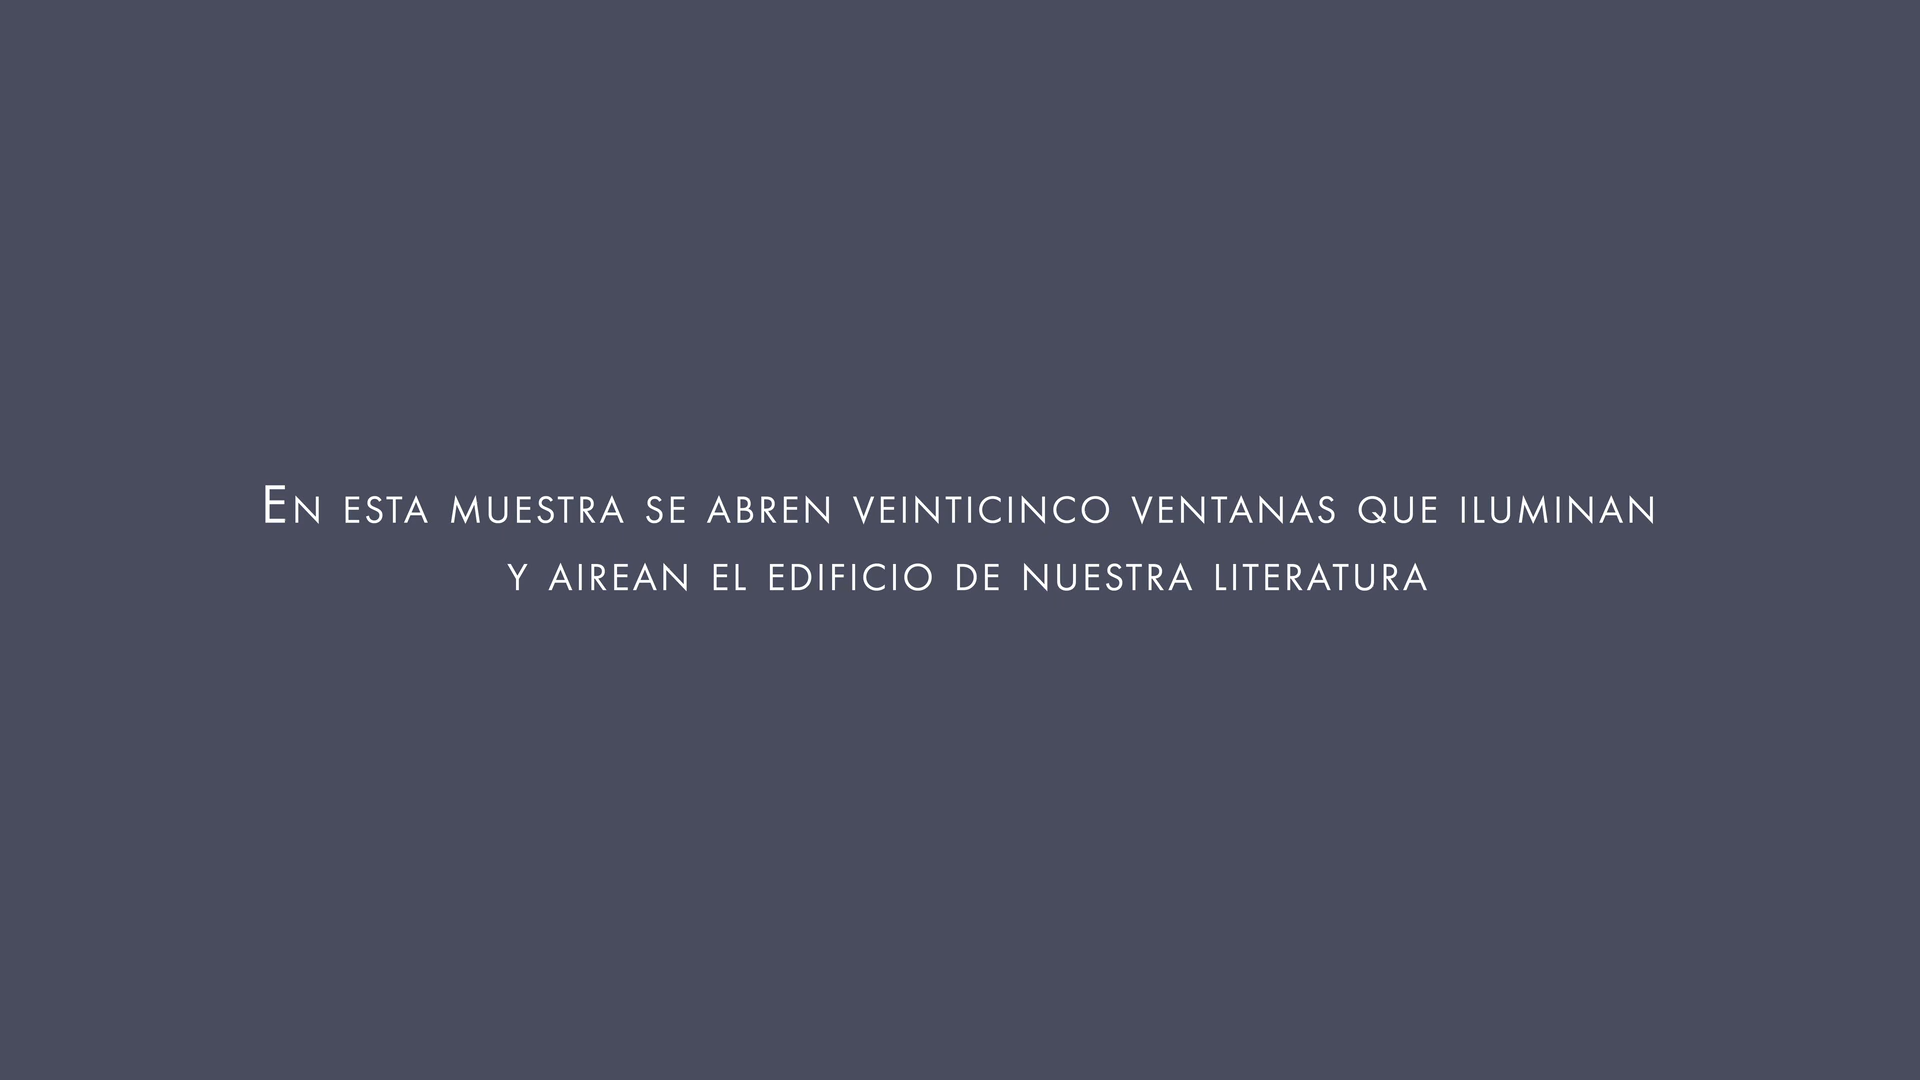 En esta muestra se abren veinticinco ventanas que iluminan
y airean el edificio de nuestra literatura